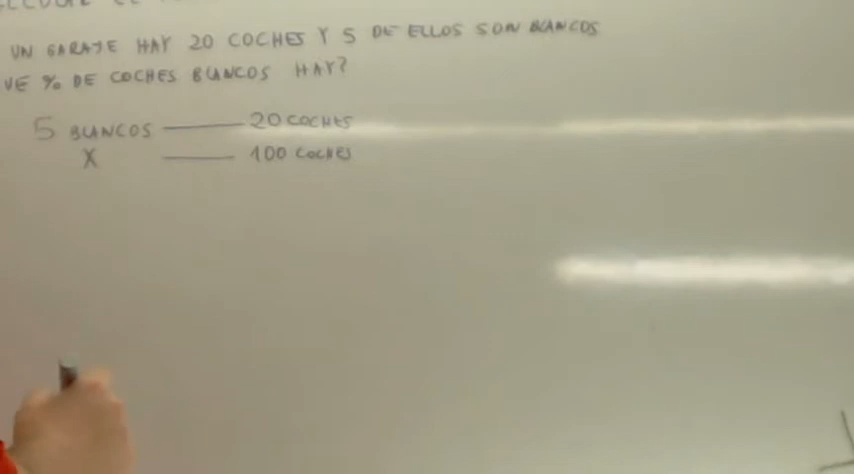 UN GARAJE HAY 20 COCHES Y 5 DE ELLOS SON BLANCOS
UE % DE COCHES BLANCOS HAY?
5 BLANCOS — 20 COCHES
X — 100 COCHES